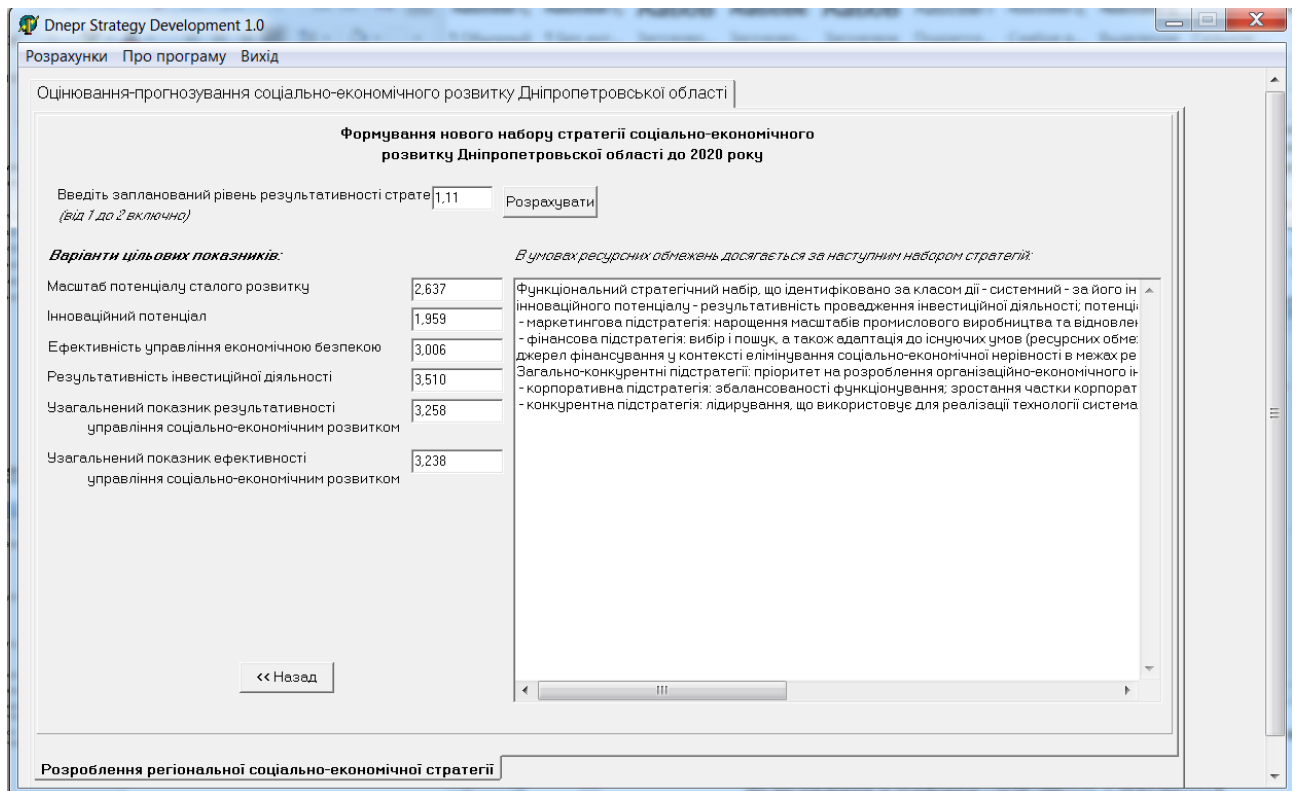 Dnepr Strategy Development 1.0
Розрахунки Про програму Вихід
Оцінювання-прогнозування соціально-економічного розвитку Дніпропетровської області
Формування нового набору стратегії соціально-економічного
розвитку Дніпропетровьскої області до 2020 року
Введіть запланований рівень результативності страте 1,11 Розрахувати
(від 1 до 2 включно)
Варіанти цільових показників:
В умовах ресурсних обмежень досягається за наступним набором стратегій:
Масштаб потенціалу сталого розвитку 2,637
Інноваційний потенціал 1,959
Ефективність управління економічною безпекою 3,006
Результативність інвестиційної діяльності 3,510
Узагальнений показник результативності
управління соціально-економічним розвитком 3,258
Узагальнений показник ефективності
управління соціально-економічним розвитком 3,238
Функціональний стратегічний набір, що ідентифіковано за класом дії - системний - за його ін
інноваційного потенціалу - результативність провадження інвестиційної діяльності; потенціа
- маркетингова підстратегія: нарощення масштабів промислового виробництва та відновлен
- фінансова підстратегія: вибір і пошук, а також адаптація до існуючих умов (ресурсних обме
джерел фінансування у контексті елімінування соціально-економічної нерівності в межах ре
Загально-конкурентні підстратегії: пріоритет на розроблення організаційно-економічного ін
- корпоративна підстратегія: збалансованості функціонування; зростання частки корпорат
- конкурентна підстратегія: лідирування, що використовує для реалізації технології система
<< Назад
Розроблення регіональної соціально-економічної стратегії